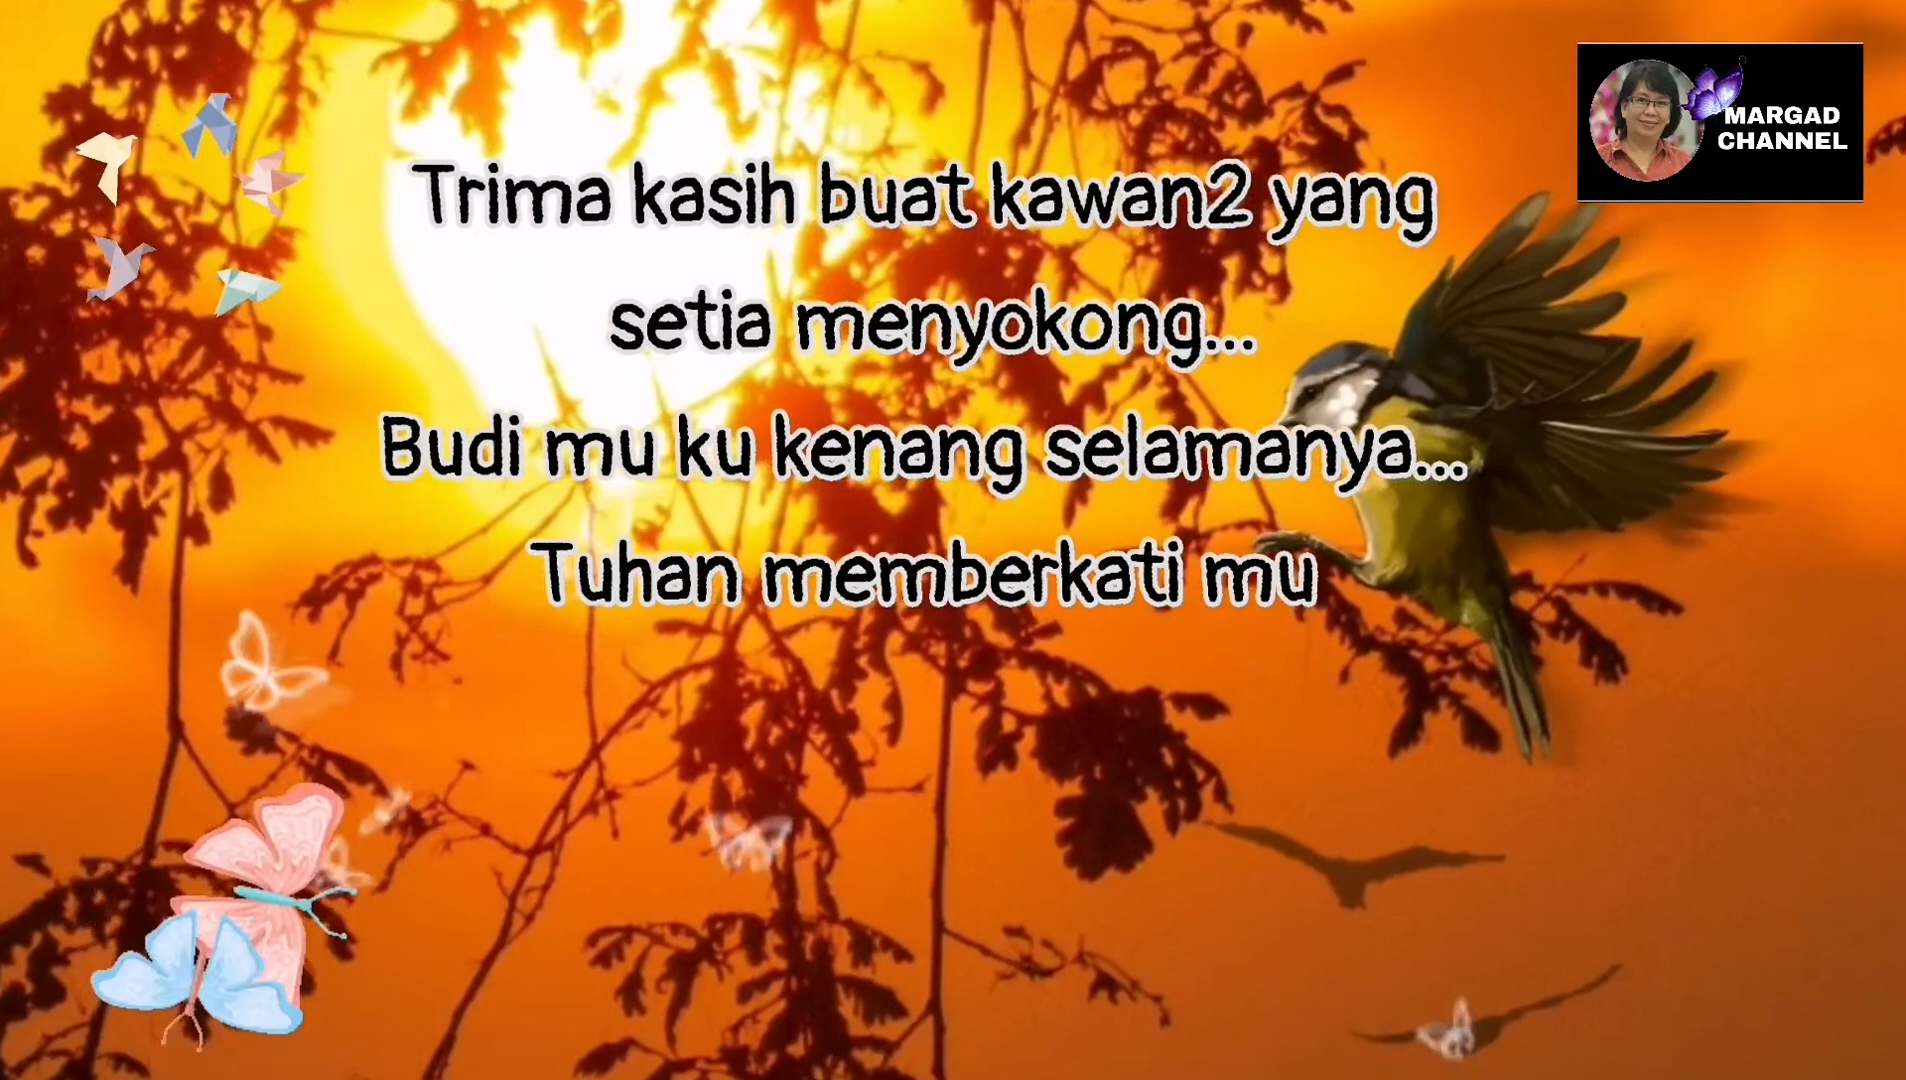 MARGAD
CHANNEL
Trima kasih buat kawan2 yang
setia menyokong...
Budi mu ku kenang selamanya...
Tuhan memberkati mu